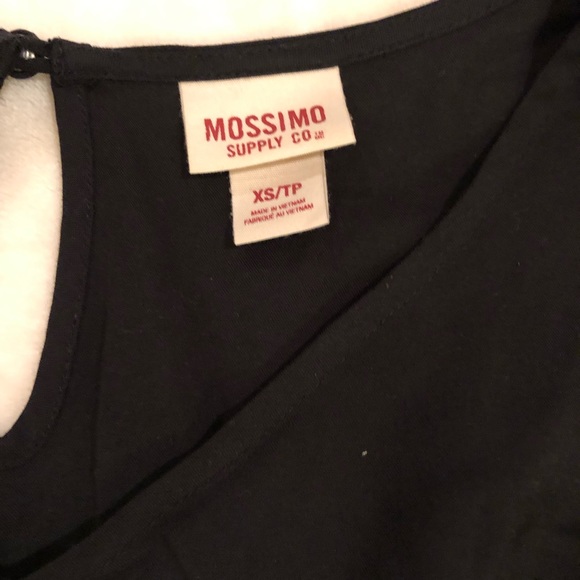 MOSSIMO
SUPPLY CO
XS/TP
MADE IN VIETNAM
FABRIQUÉ AU VIETNAM